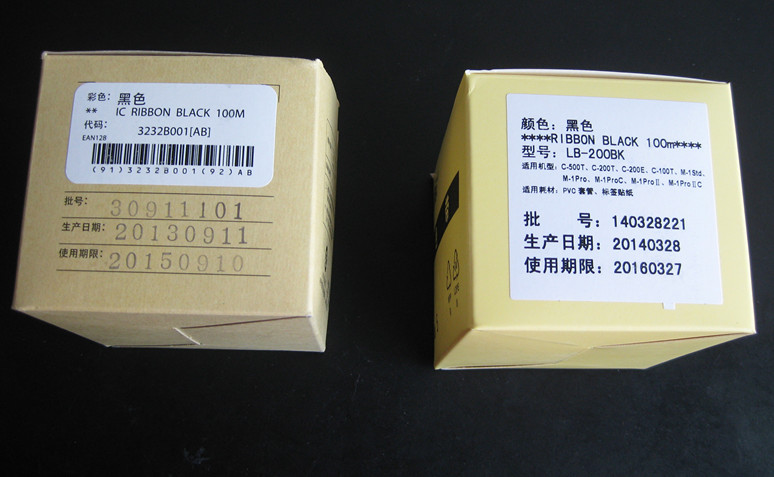 彩色：黑色
** IC RIBBON BLACK 100M
代码：
3232B001[AB]
EAN128
(91)3232B001(92)AB
批号： 30911101
生产日期： 20130911
使用期限： 20150910
颜色：黑色
****RIBBON BLACK 100m****
型号：LB-200BK
适用机型：C-500T、C-200T、C-200E、C-100T、M-1Std、
M-1Pro、M-1ProC、M-1ProⅡ、M-1ProⅡC
适用耗材：PVC套管、标签贴纸
批　号：140328221
生产日期：20140328
使用期限：20160327